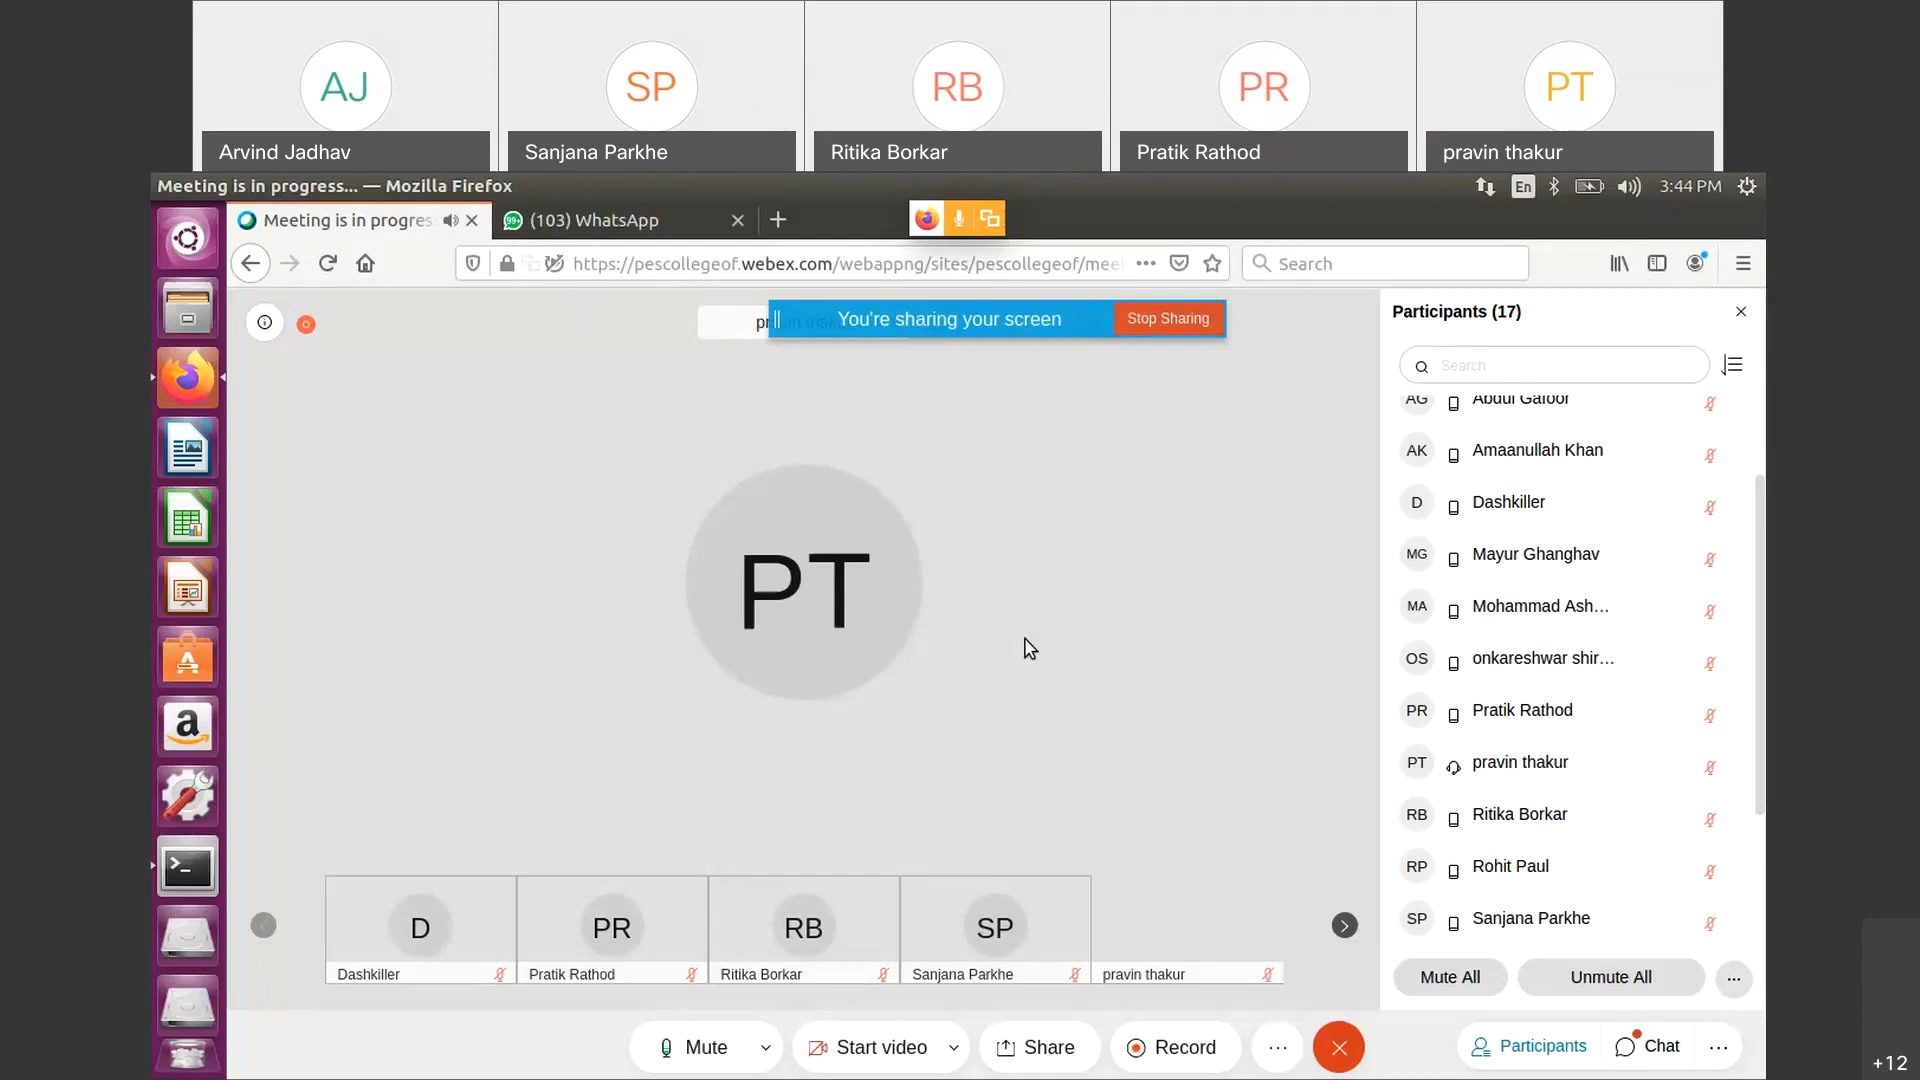 AJ
SP
RB
PR
PT
Arvind Jadhav
Sanjana Parkhe
Ritika Borkar
Pratik Rathod
pravin thakur
Meeting is in progress... — Mozilla Firefox
En
3:44 PM
Meeting is in progres
99+
(103) WhatsApp
https://pescollegeof.webex.com/webappng/sites/pescollegeof/mee
Search
You're sharing your screen
Stop Sharing
Participants (17)
Search
AG Abdul Gafoor
AK Amaanullah Khan
D Dashkiller
MG Mayur Ghanghav
MA Mohammad Ash...
OS onkareshwar shir...
PR Pratik Rathod
PT pravin thakur
RB Ritika Borkar
RP Rohit Paul
SP Sanjana Parkhe
Mute All
Unmute All
PT
D
PR
RB
SP
Dashkiller
Pratik Rathod
Ritika Borkar
Sanjana Parkhe
pravin thakur
Mute
Start video
Share
Record
Participants
Chat
+12